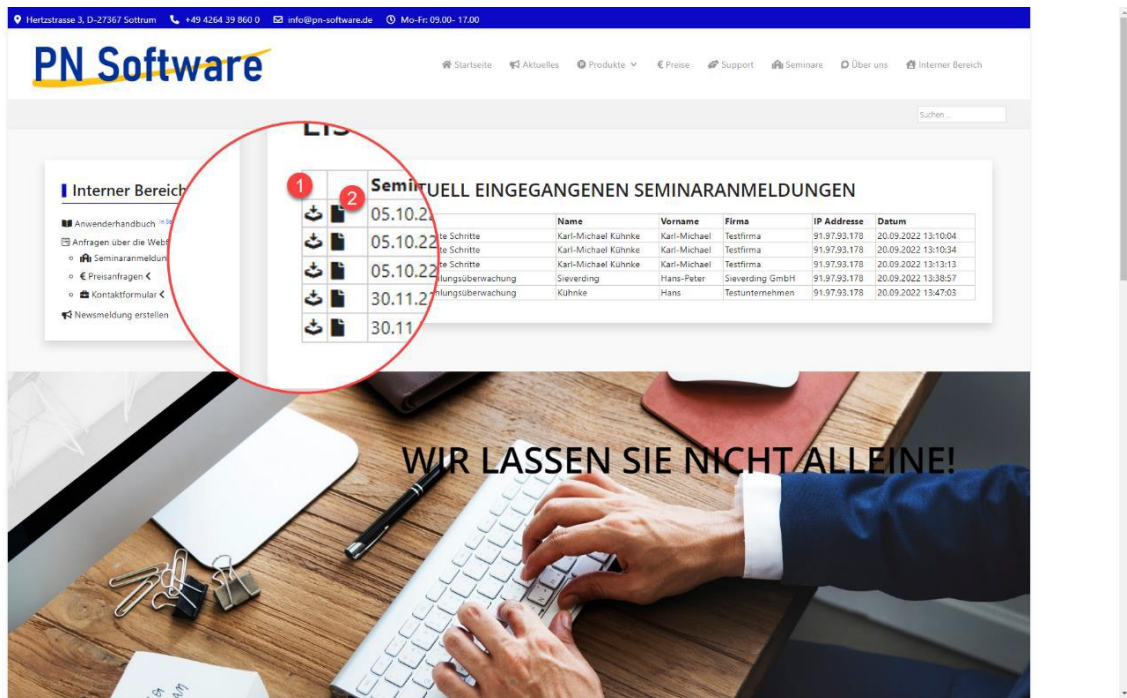 Hertzstrasse 3, D-27367 Sottrum +49 4264 39 860 0 info@pn-software.de Mo-Fr: 09.00- 17.00
PN Software
Startseite Aktuelles Produkte € Preise Support Seminare Über uns Interner Bereich
Suchen ...
Interner Bereich
Anwenderhandbuch
Anfragen über die Webf
Seminaranmeldun
€ Preisanfragen <
Kontaktformular <
Newsmeldung erstellen
1
2
TUELL EINGEGANGENEN SEMINARANMELDUNGEN
Semin Name Vorname Firma IP Addresse Datum
05.10.22 te Schritte Karl-Michael Kühnke Karl-Michael Testfirma 91.97.93.178 20.09.2022 13:10:04
05.10.22 te Schritte Karl-Michael Kühnke Karl-Michael Testfirma 91.97.93.178 20.09.2022 13:10:34
05.10.22 te Schritte Karl-Michael Kühnke Karl-Michael Testfirma 91.97.93.178 20.09.2022 13:13:13
30.11.2 hlungsüberwachung Sieverding Hans-Peter Sieverding GmbH 91.97.93.178 20.09.2022 13:38:57
30.11 hlungsüberwachung Kühnke Hans Testunternehmen 91.97.93.178 20.09.2022 13:47:03
WIR LASSEN SIE NICHT ALLEINE!